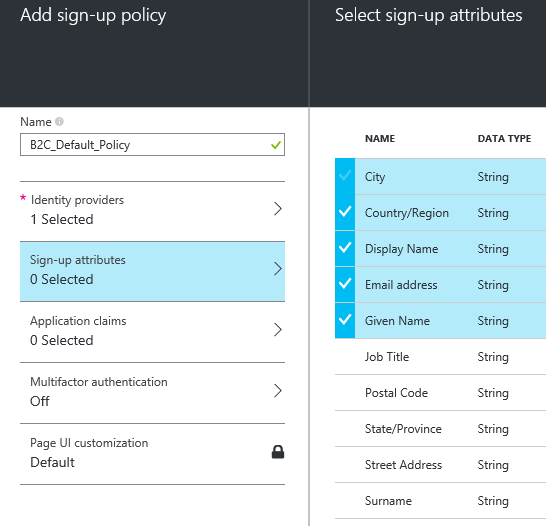 Add sign-up policy
Name
B2C_Default_Policy
* Identity providers
1 Selected
Sign-up attributes
0 Selected
Application claims
0 Selected
Multifactor authentication
Off
Page UI customization
Default
Select sign-up attributes
NAME DATA TYPE
City String
Country/Region String
Display Name String
Email address String
Given Name String
Job Title String
Postal Code String
State/Province String
Street Address String
Surname String